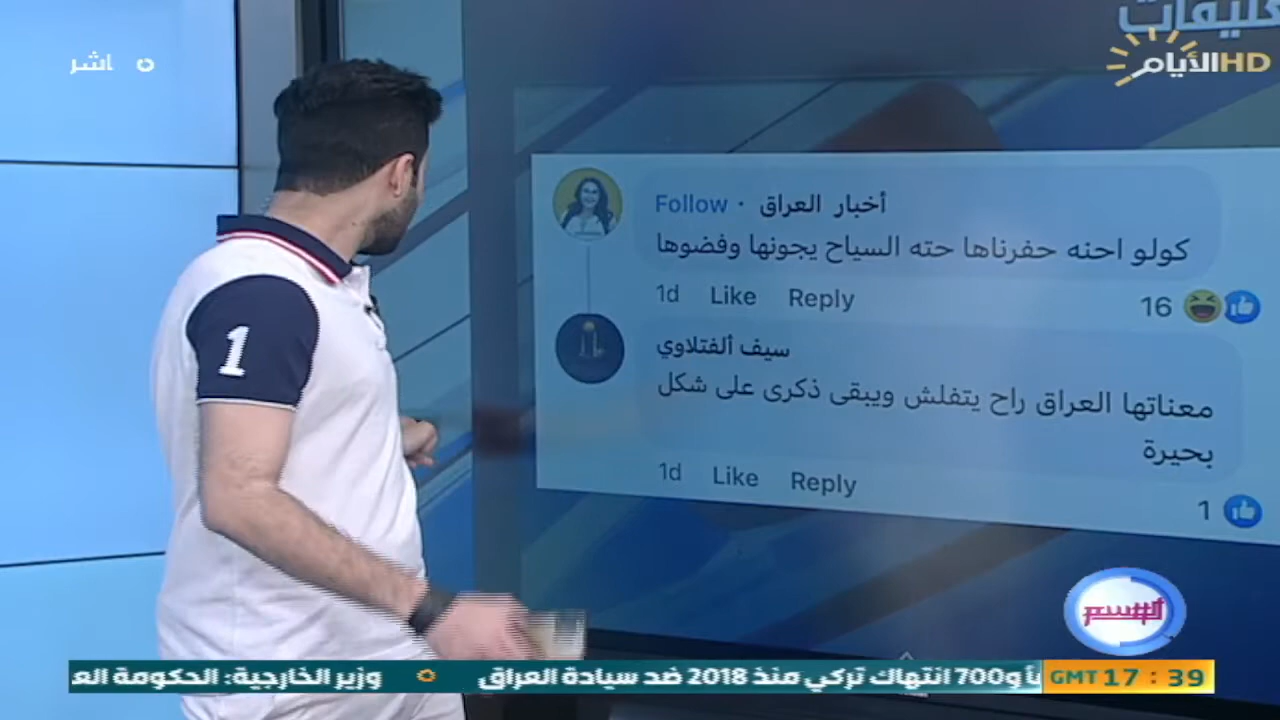 تعليقات
الأيام HD
باشر
أخبار العراق · Follow
كولو احنه حفرناها حته السياح يجونها وفضوها
1d Like Reply
16
سيف ألفتلاوي
معناتها العراق راح يتفلش ويبقى ذكرى على شكل
بحيرة
1d Like Reply
1
1
و700 انتهاك تركي منذ 2018 ضد سيادة العراق
وزير الخارجية: الحكومة
GMT 17 : 39